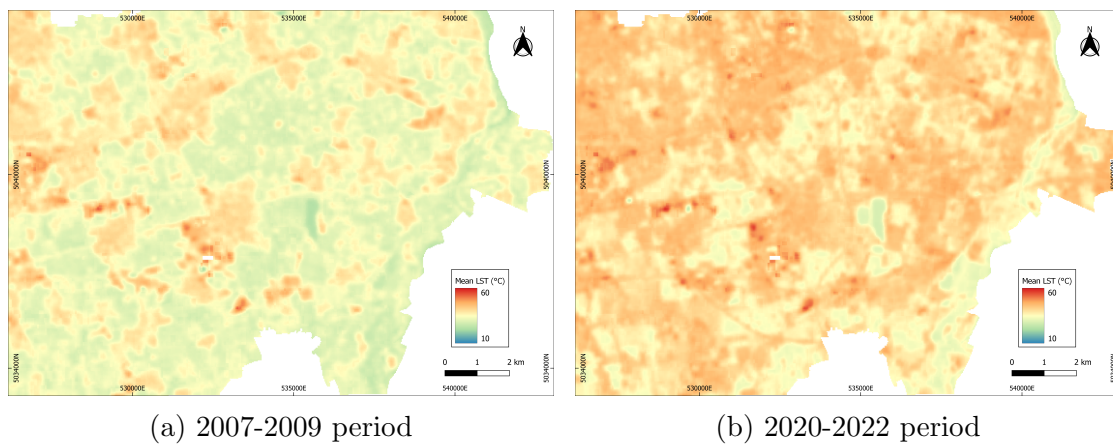 530000E 535000E 540000E
N
5040000N 5040000N
Mean LST (°C)
60
10
0 1 2 km
5034000N 5034000N
530000E 535000E 540000E
(a) 2007-2009 period
530000E 535000E 540000E
N
5040000N 5040000N
Mean LST (°C)
60
10
0 1 2 km
5034000N 5034000N
530000E 535000E 540000E
(b) 2020-2022 period